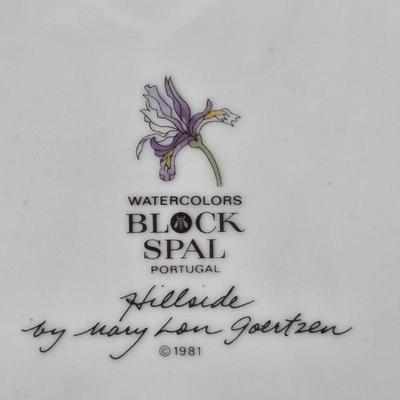 WATERCOLORS
BLOCK
SPAL
PORTUGAL
Hillside
by Mary Lou Goertzen
© 1981